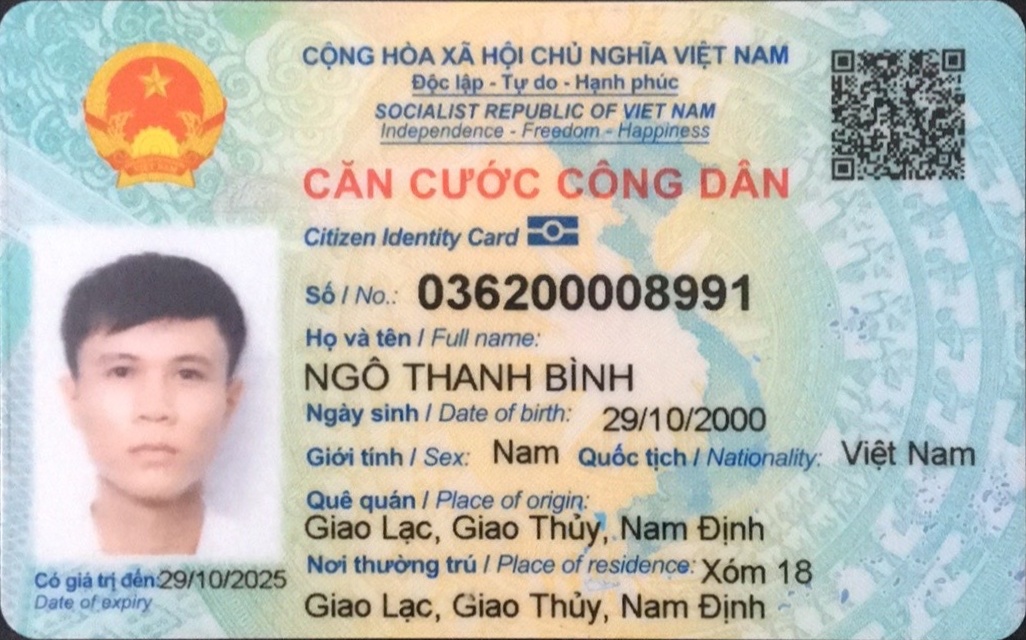 CỘNG HÒA XÃ HỘI CHỦ NGHĨA VIỆT NAM
Độc lập - Tự do - Hạnh phúc
SOCIALIST REPUBLIC OF VIET NAM
Independence - Freedom - Happiness
CĂN CƯỚC CÔNG DÂN
Citizen Identity Card
Số / No.: 036200008991
Họ và tên / Full name:
NGÔ THANH BÌNH
Ngày sinh / Date of birth: 29/10/2000
Giới tính / Sex: Nam Quốc tịch / Nationality: Việt Nam
Quê quán / Place of origin:
Giao Lạc, Giao Thủy, Nam Định
Nơi thường trú / Place of residence: Xóm 18
Giao Lạc, Giao Thủy, Nam Định
Có giá trị đến: 29/10/2025
Date of expiry